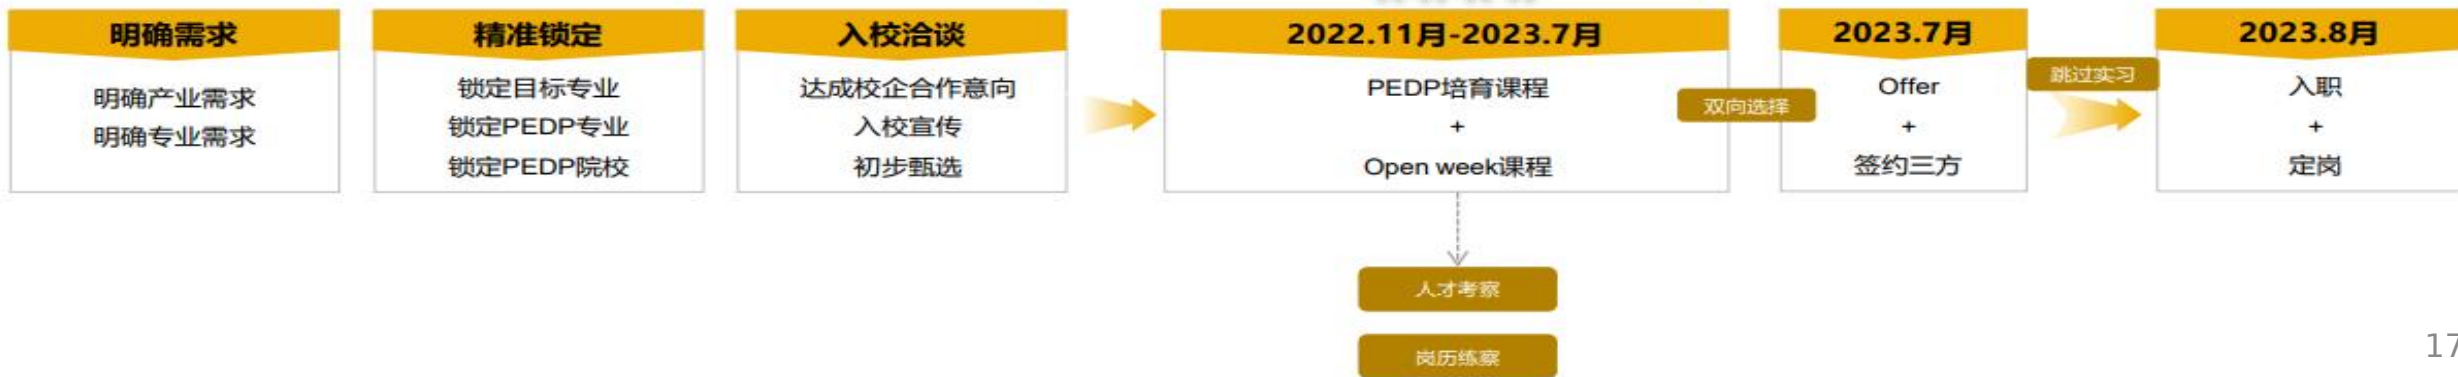 明确需求
明确产业需求
明确专业需求
精准锁定
锁定目标专业
锁定PEDP专业
锁定PEDP院校
入校洽谈
达成校企合作意向
入校宣传
初步甄选
2022.11月-2023.7月
PEDP培育课程
+
Open week课程
人才考察
岗历练察
双向选择
2023.7月
Offer
+
签约三方
跳过实习
2023.8月
入职
+
定岗
17